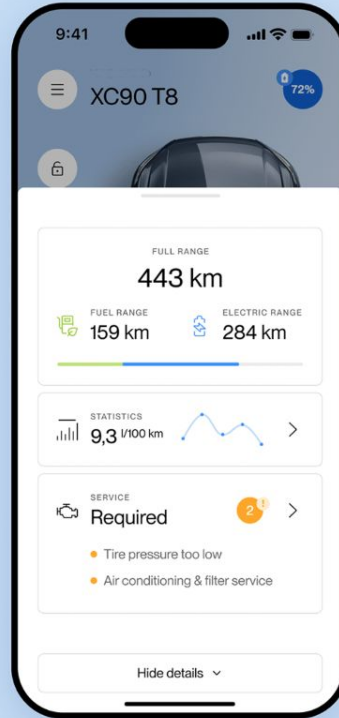 9:41
XC90 T8
72%
FULL RANGE
443 km
FUEL RANGE
159 km
ELECTRIC RANGE
284 km
STATISTICS
9,3 l/100 km
SERVICE
Required
2
!
Tire pressure too low
Air conditioning & filter service
Hide details